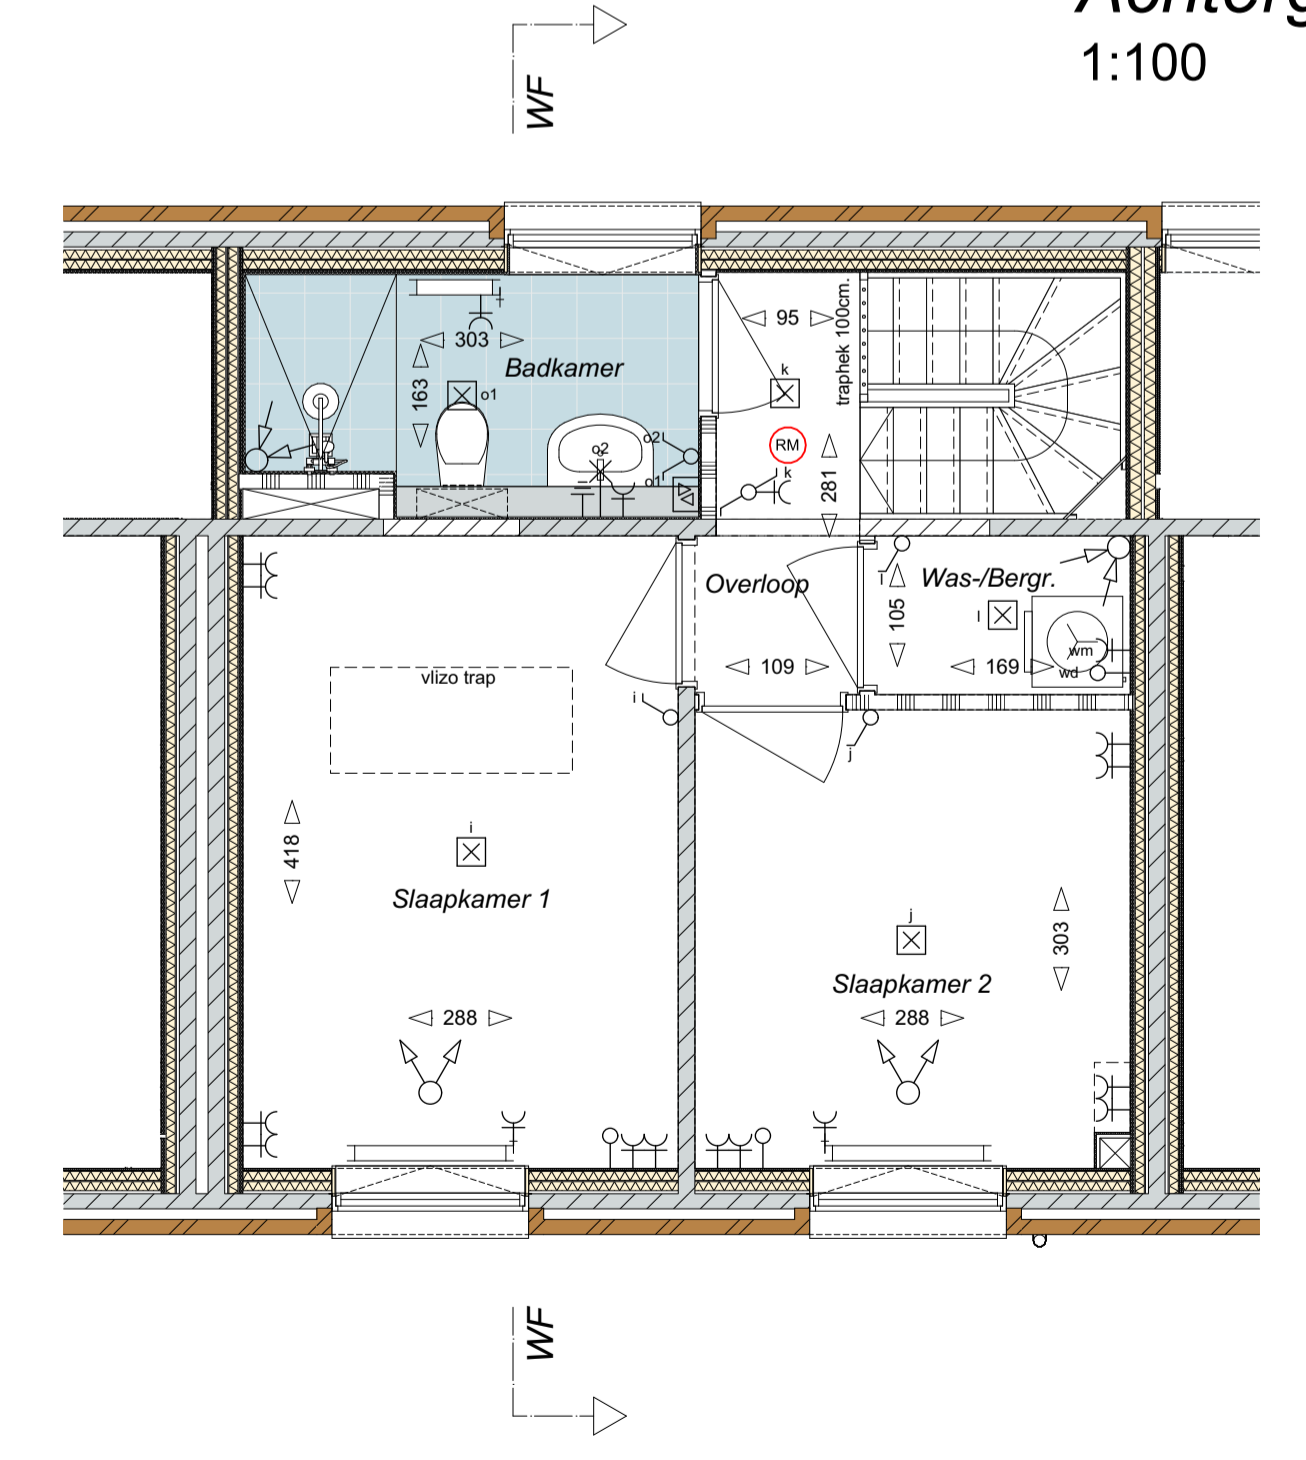 1:100
WF
95
traphek 100cm.
303
Badkamer
163
k
o1
o2
o2
RM
k
o1
281
Overloop
Was-/Bergr.
l
105
l
wm
109
169
wd
vlizo trap
i
j
418
i
Slaapkamer 1
j
303
Slaapkamer 2
288
288
WF